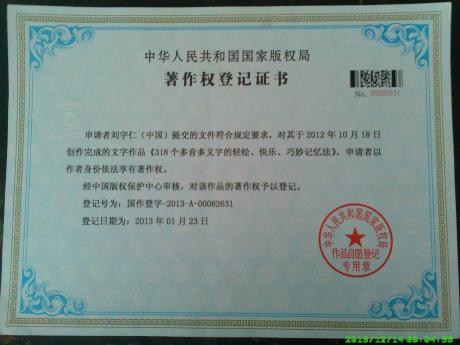 中华人民共和国国家版权局
著作权登记证书
No. 00082631
申请者刘宇仁（中国）提交的文件符合规定要求，对其于2012年10月18日
创作完成的文字作品《318个多音多义字的轻松、快乐、巧妙记忆法》，申请者以
作者身份依法享有著作权。
经中国版权保护中心审核，对该作品的著作权予以登记。
登记号为：国作登字-2013-A-00082631
登记日期为：2013年01月23日
中华人民共和国国家版权局
作品自愿登记
专用章